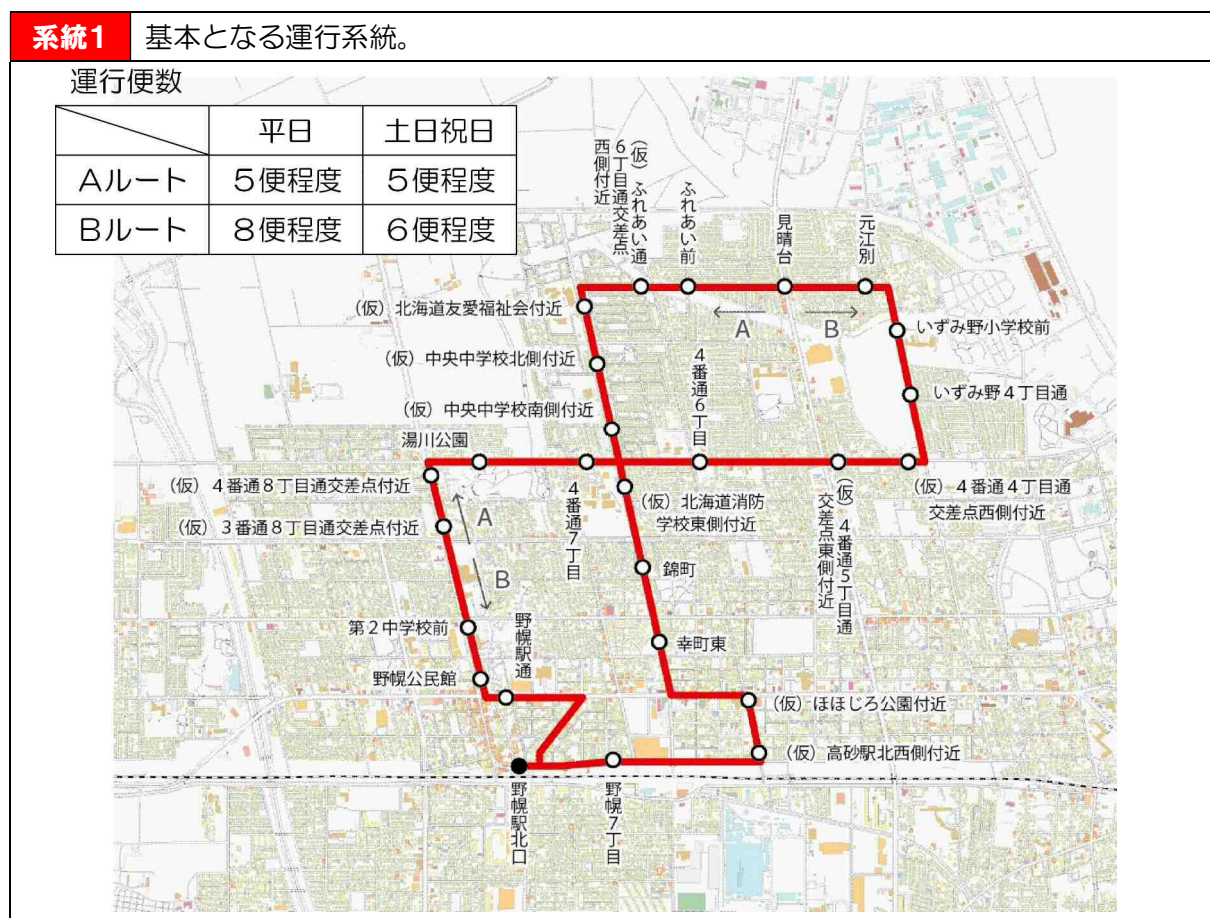 系統1 基本となる運行系統。
運行便数
平日 土日祝日
Aルート 5便程度 5便程度
Bルート 8便程度 6便程度
(仮)ふれあい通
6丁目通交差点
西側付近
ふれあい前
見晴台
元江別
(仮)北海道友愛福祉会付近
A
B
いずみ野小学校前
(仮)中央中学校北側付近
4番通6丁目
いずみ野4丁目通
(仮)中央中学校南側付近
湯川公園
(仮)4番通8丁目通交差点付近
4番通7丁目
(仮)北海道消防
学校東側付近
(仮)4番通5丁目通
交差点東側付近
(仮)4番通4丁目通
交差点西側付近
(仮)3番通8丁目通交差点付近
A
B
錦町
第2中学校前
野幌駅通
幸町東
野幌公民館
(仮)ほほじろ公園付近
(仮)高砂駅北西側付近
野幌駅北口
野幌7丁目